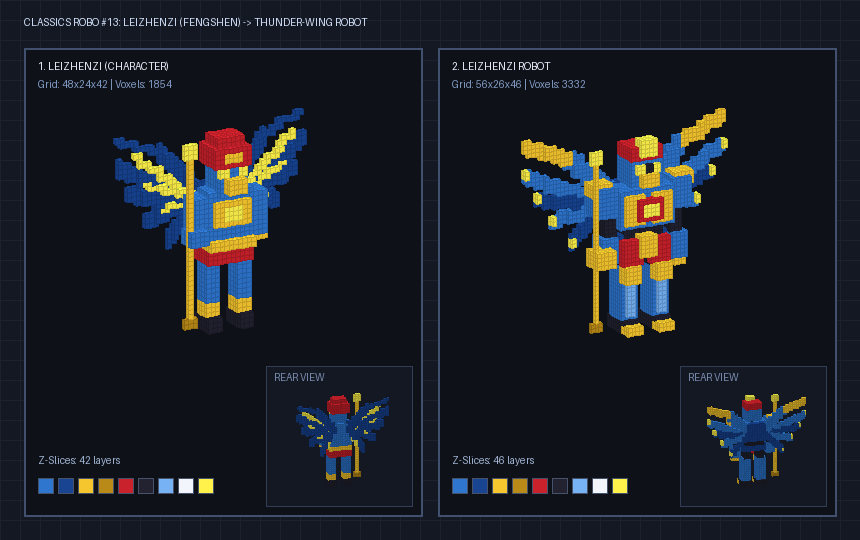 CLASSICS ROBO #13: LEIZHENZI (FENGSHEN) -> THUNDER-WING ROBOT
1. LEIZHENZI (CHARACTER)
Grid: 48x24x42 | Voxels: 1854
REAR VIEW
Z-Slices: 42 layers
2. LEIZHENZI ROBOT
Grid: 56x26x46 | Voxels: 3332
REAR VIEW
Z-Slices: 46 layers